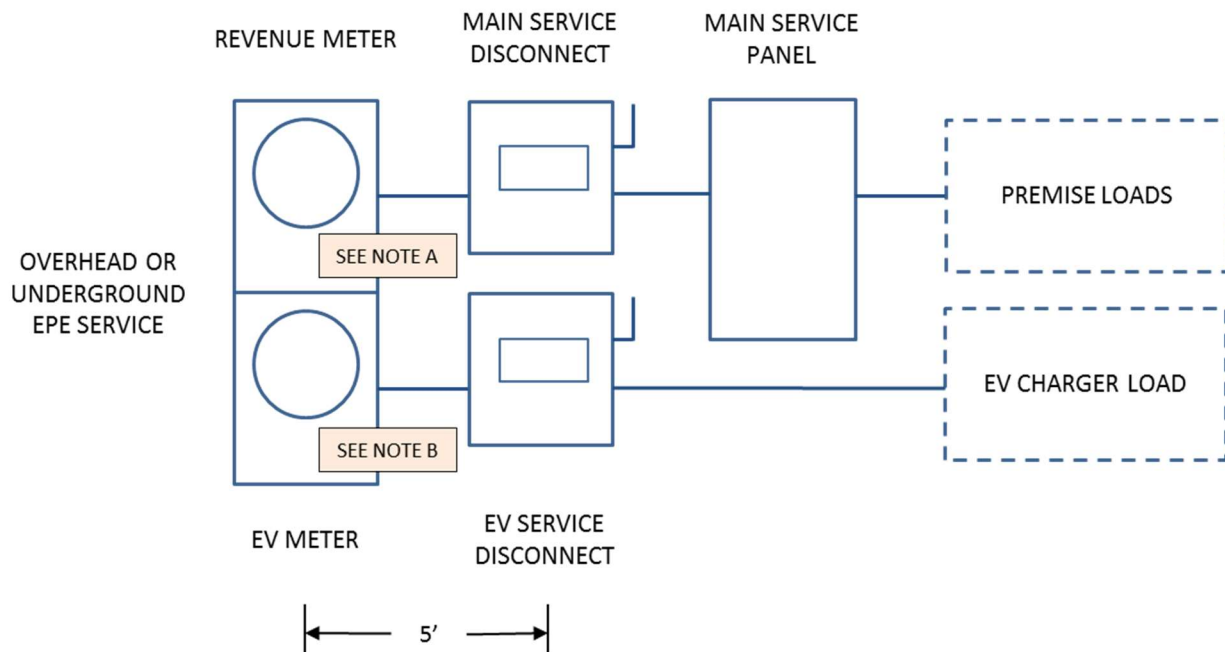 REVENUE METER
MAIN SERVICE
DISCONNECT
MAIN SERVICE
PANEL
SEE NOTE A
PREMISE LOADS
OVERHEAD OR
UNDERGROUND
EPE SERVICE
SEE NOTE B
EV CHARGER LOAD
EV METER
EV SERVICE
DISCONNECT
5’